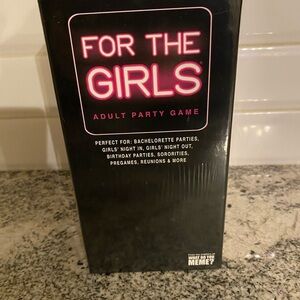 FOR THE
GIRLS
ADULT PARTY GAME
PERFECT FOR: BACHELORETTE PARTIES,
GIRLS' NIGHT IN, GIRLS' NIGHT OUT,
BIRTHDAY PARTIES, SORORITIES,
PREGAMES, REUNIONS & MORE
WHAT DO YOU
MEME?